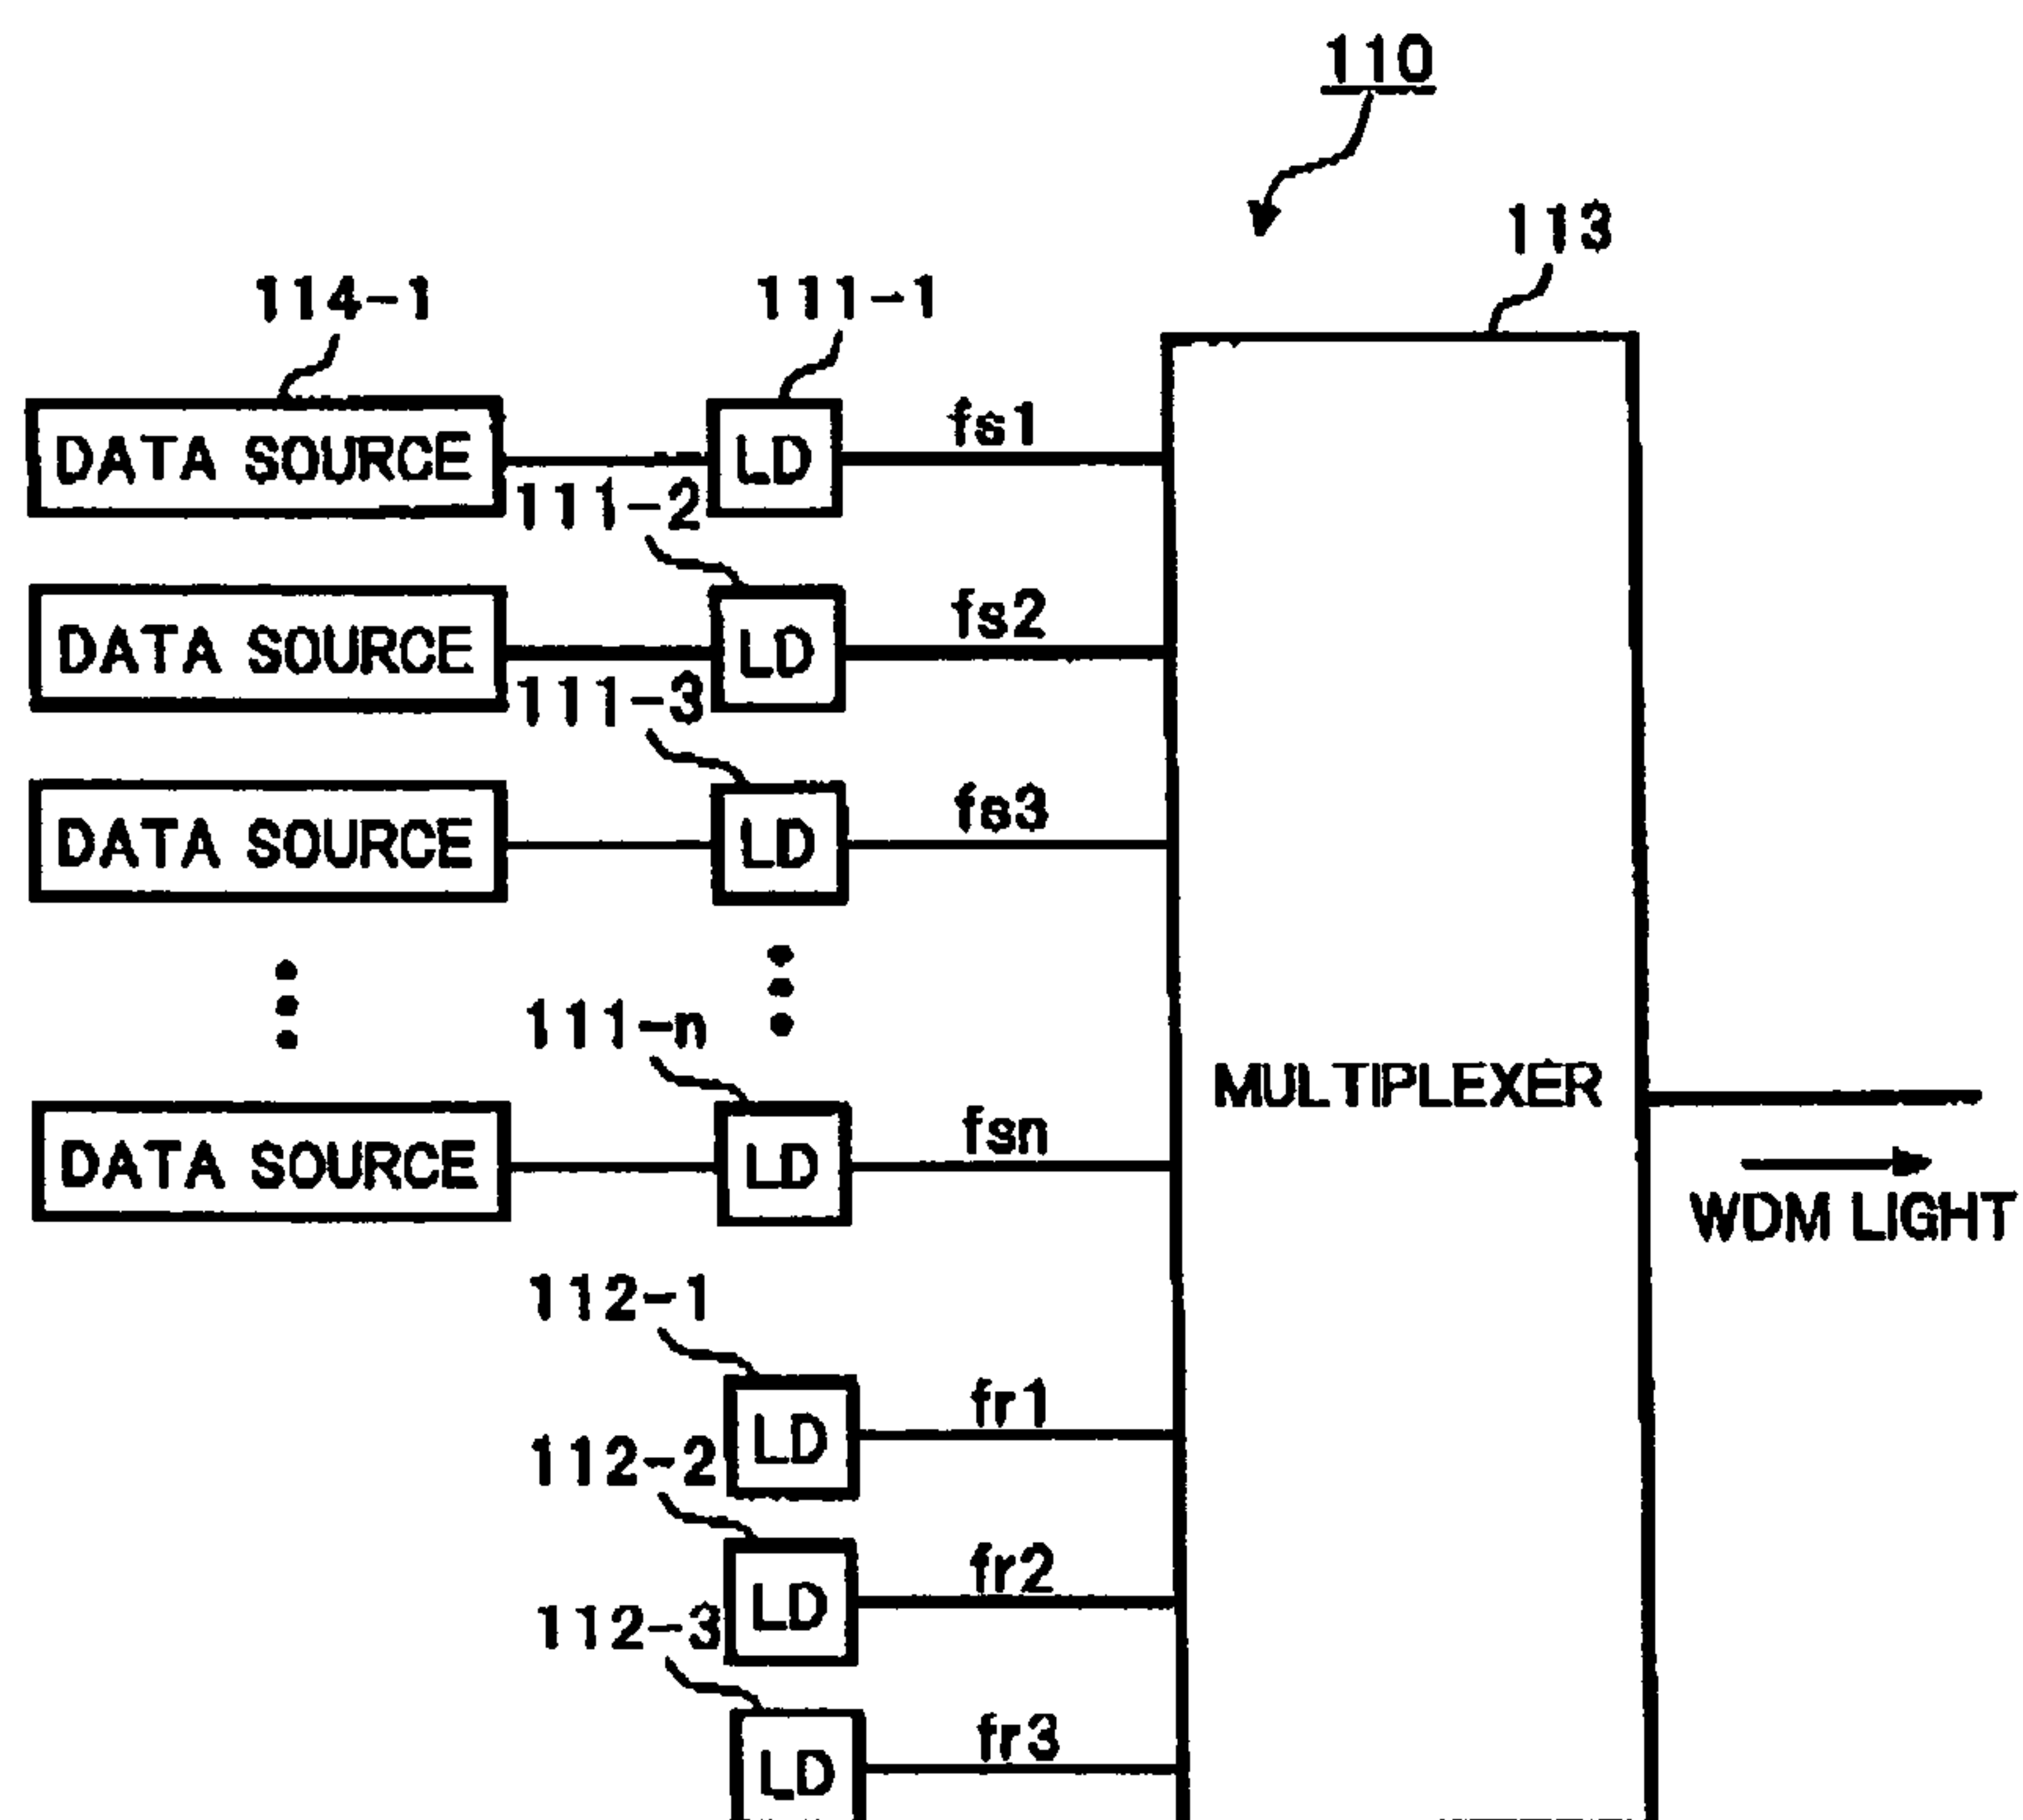 110
113
114-1
111-1
DATA SOURCE
LD
fs1
111-2
DATA SOURCE
LD
fs2
111-3
DATA SOURCE
LD
fs3
111-n
MULTIPLEXER
DATA SOURCE
LD
fsn
WDM LIGHT
112-1
LD
fr1
112-2
LD
fr2
112-3
LD
fr3